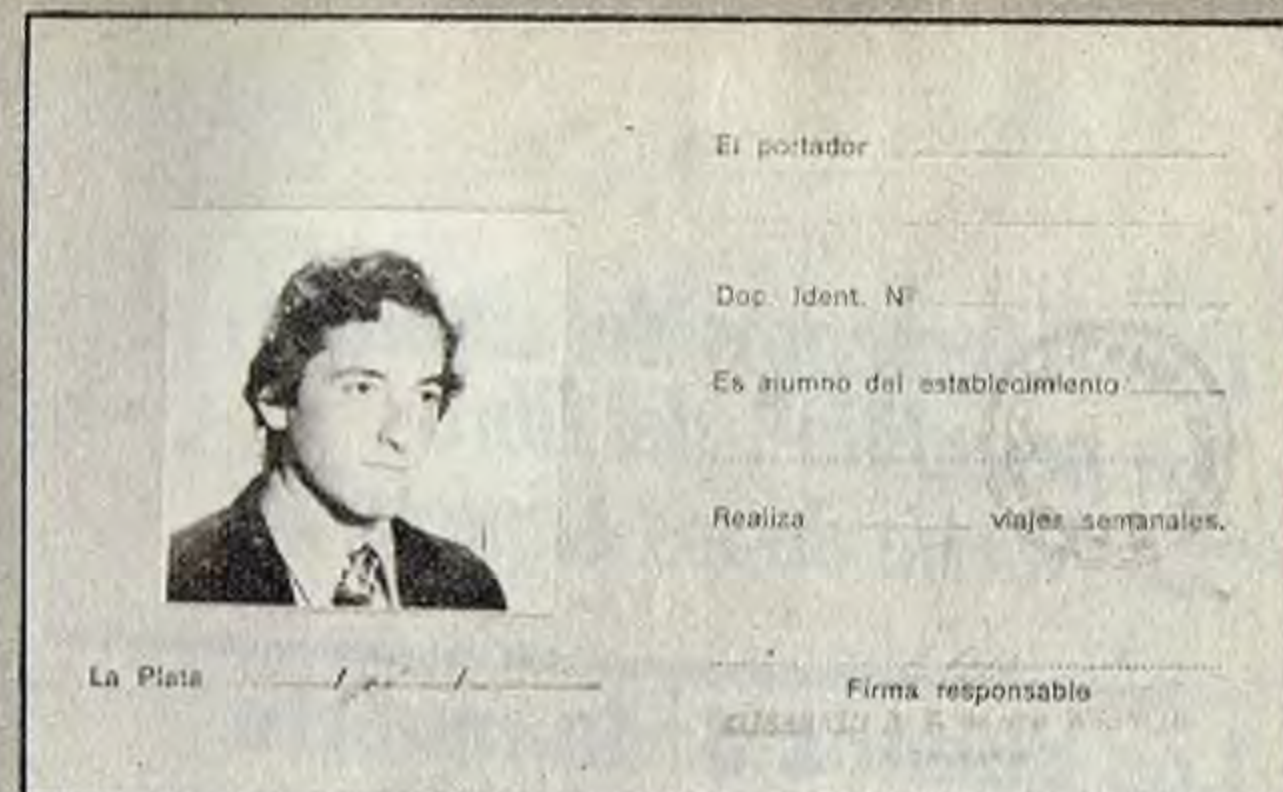 El portador
Doc. Ident. Nº
Es alumno del establecimiento
Realiza viajes semanales.
La Plata / /
Firma responsable